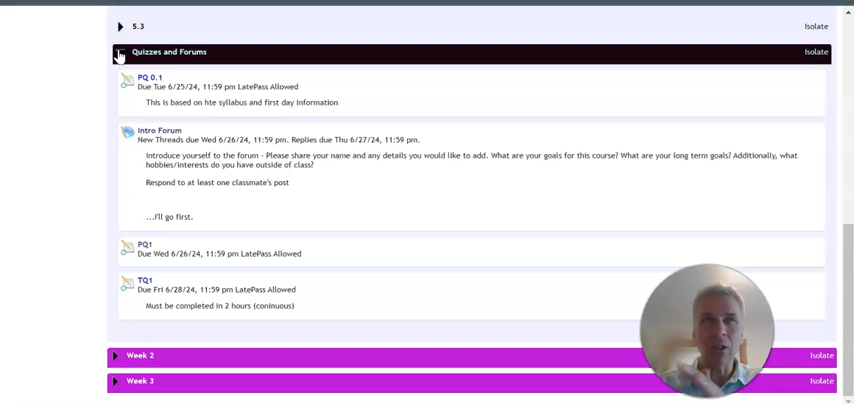 5.3
Isolate
Quizzes and Forums
Isolate
PQ 0.1
Due Tue 6/25/24, 11:59 pm LatePass Allowed
This is based on hte syllabus and first day information
Intro Forum
New Threads due Wed 6/26/24, 11:59 pm. Replies due Thu 6/27/24, 11:59 pm.
Introduce yourself to the forum - Please share your name and any details you would like to add. What are your goals for this course? What are your long term goals? Additionally, what
hobbies/interests do you have outside of class?
Respond to at least one classmate's post
...I'll go first.
PQ1
Due Wed 6/26/24, 11:59 pm LatePass Allowed
TQ1
Due Fri 6/28/24, 11:59 pm LatePass Allowed
Must be completed in 2 hours (coninuous)
Week 2
Isolate
Week 3
Isolate